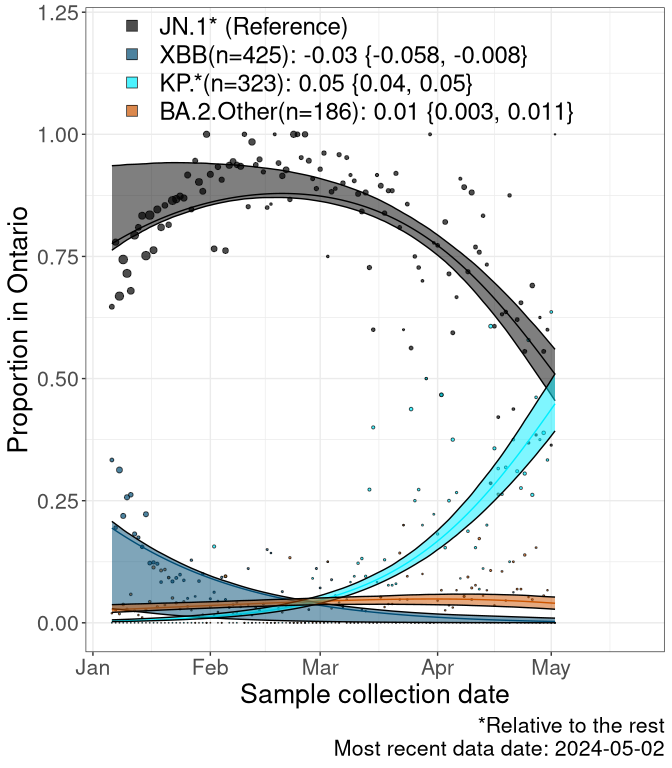 JN.1* (Reference)
XBB(n=425): -0.03 {-0.058, -0.008}
KP.*(n=323): 0.05 {0.04, 0.05}
BA.2.Other(n=186): 0.01 {0.003, 0.011}
1.25
1.00
0.75
0.50
0.25
0.00
Proportion in Ontario
Jan Feb Mar Apr May
Sample collection date
*Relative to the rest
Most recent data date: 2024-05-02